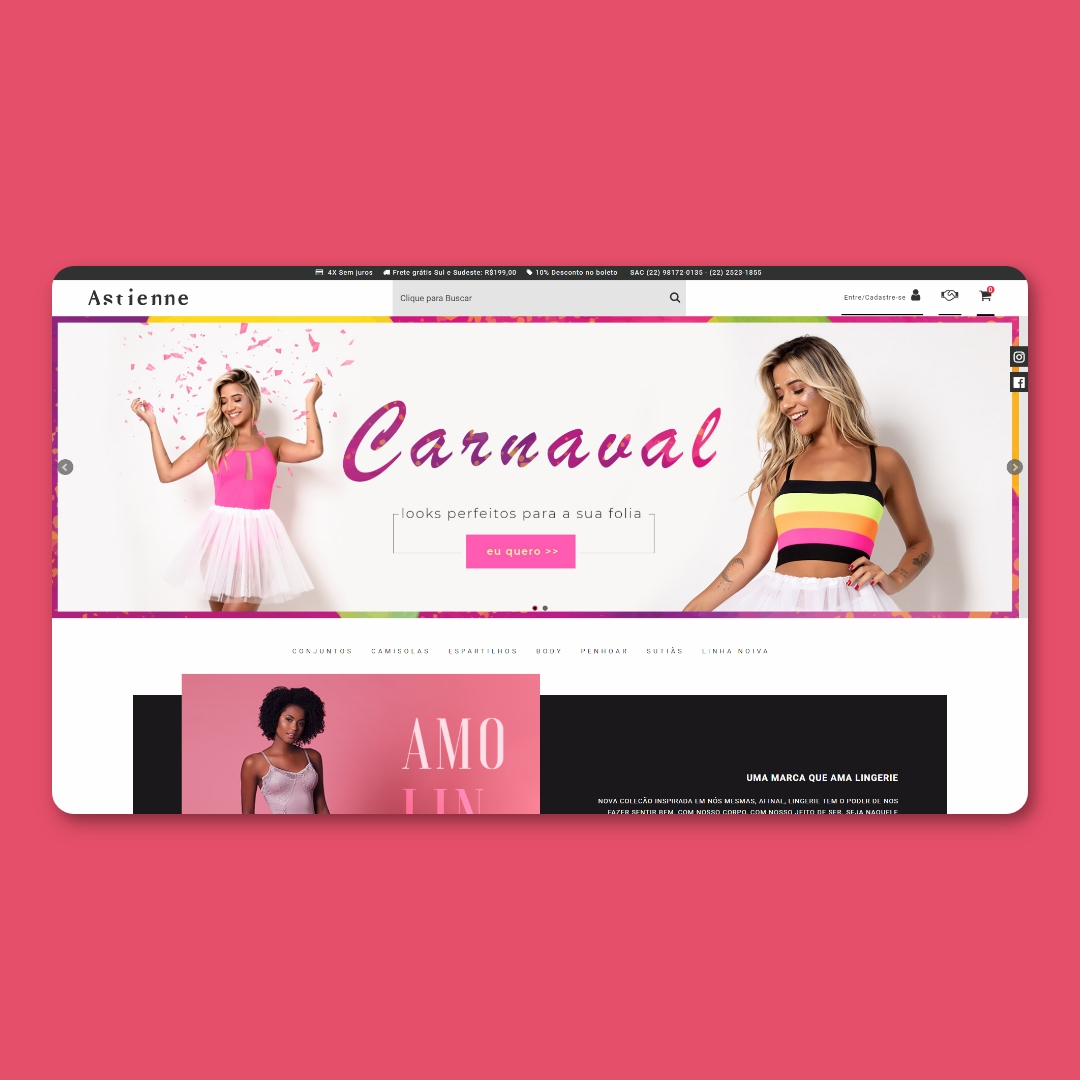 4X Sem juros Frete grátis Sul e Sudeste: R$199,00 10% Desconto no boleto SAC (22) 98172-0135 - (22) 2523-1855
Astienne
Clique para Buscar
Entre/Cadastre-se
0
Carnaval
looks perfeitos para a sua folia
eu quero >>
CONJUNTOS CAMISOLAS ESPARTILHOS BODY PENHOAR SUTIÃS LINHA NOIVA
AMO
LIN
UMA MARCA QUE AMA LINGERIE
NOVA COLEÇÃO INSPIRADA EM NÓS MESMAS, AFINAL, LINGERIE TEM O PODER DE NOS
FAZER SENTIR BEM, COM NOSSO CORPO, COM NOSSO JEITO DE SER. SEJA NAQUELE